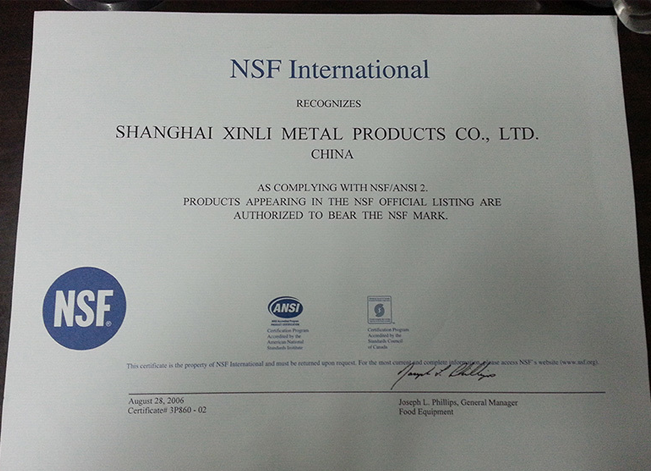 NSF International
RECOGNIZES
SHANGHAI XINLI METAL PRODUCTS CO., LTD.
CHINA
AS COMPLYING WITH NSF/ANSI 2.
PRODUCTS APPEARING IN THE NSF OFFICIAL LISTING ARE
AUTHORIZED TO BEAR THE NSF MARK.
NSF®
ANSI
Certification Program
Accredited by the
American National
Standards Institute
Certification Program
Accredited by the
Standards Council
of Canada
This certificate is the property of NSF International and must be returned upon request. For the most current and complete information, please access NSF's website (www.nsf.org).
Joseph L. Phillips
August 28, 2006
Certificate# 3P860 - 02
Joseph L. Phillips, General Manager
Food Equipment